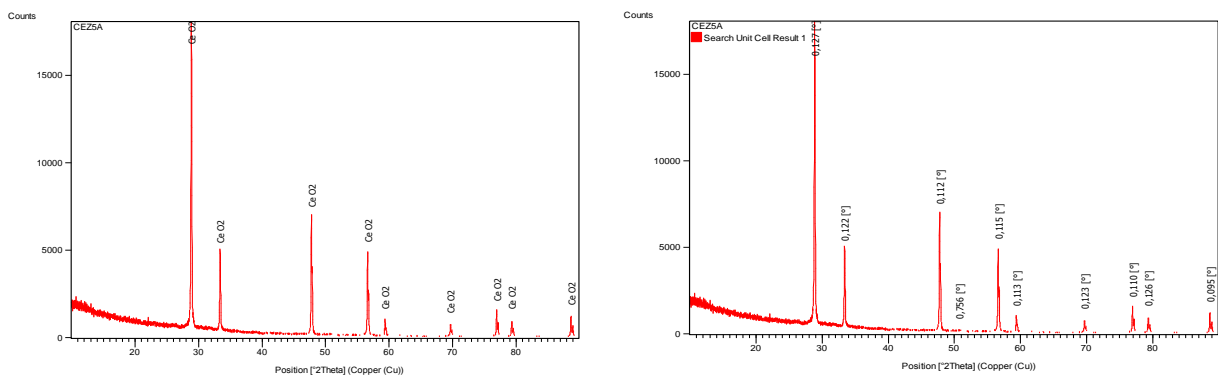 Counts
CEZ5A
15000
10000
5000
0
Ce O2
Ce O2
Ce O2
Ce O2
Ce O2
Ce O2
Ce O2
Ce O2
Ce O2
20
30
40
50
60
70
80
Position [°2Theta] (Copper (Cu))
Counts
CEZ5A
Search Unit Cell Result 1
15000
10000
5000
0
0,127 [°]
0,122 [°]
0,112 [°]
0,756 [°]
0,115 [°]
0,113 [°]
0,123 [°]
0,110 [°]
0,126 [°]
0,095 [°]
20
30
40
50
60
70
80
Position [°2Theta] (Copper (Cu))